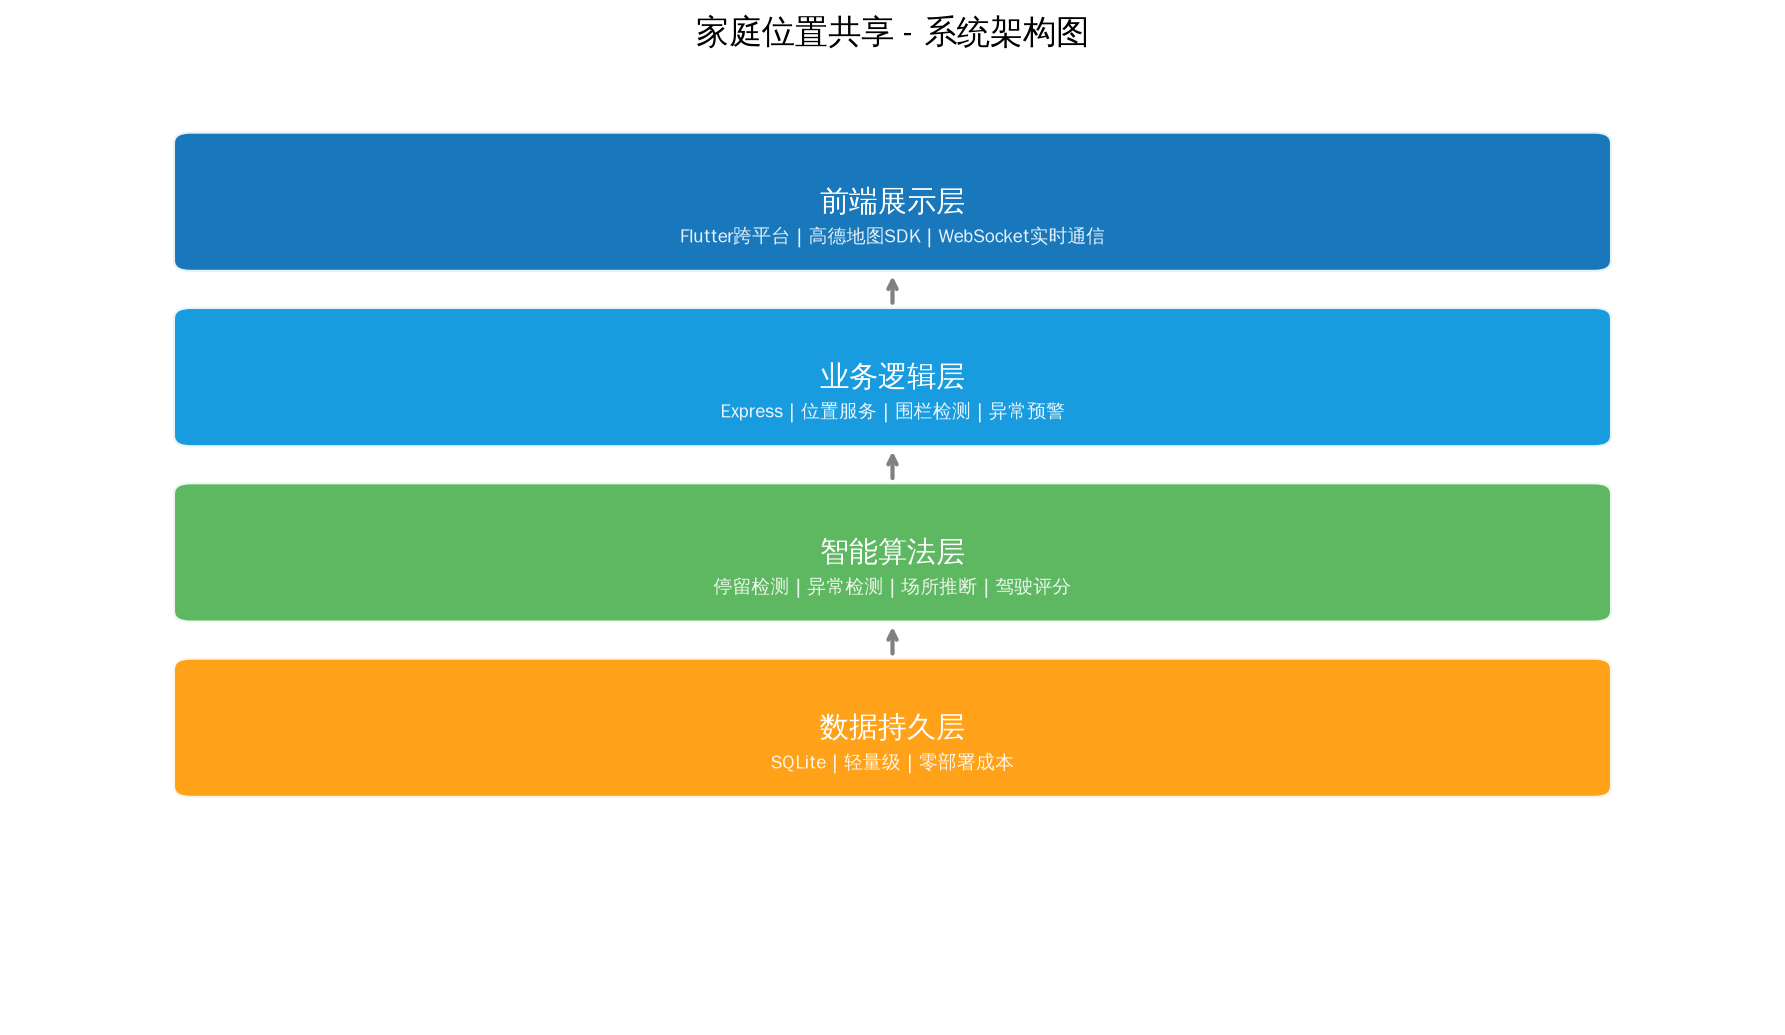 家庭位置共享 - 系统架构图
前端展示层
Flutter跨平台 | 高德地图SDK | WebSocket实时通信
业务逻辑层
Express | 位置服务 | 围栏检测 | 异常预警
智能算法层
停留检测 | 异常检测 | 场所推断 | 驾驶评分
数据持久层
SQLite | 轻量级 | 零部署成本